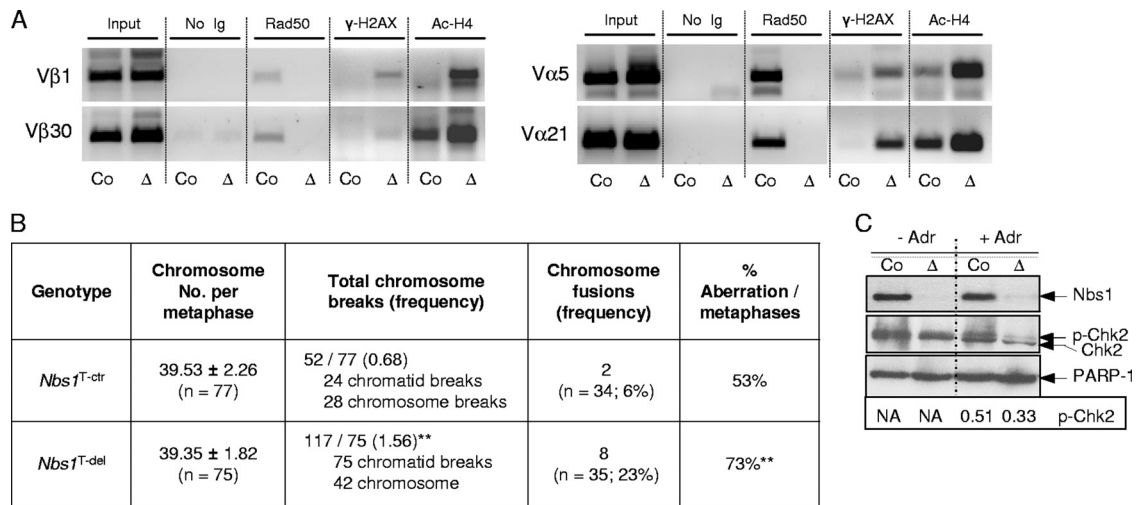 A
Input No Ig Rad50 γ-H2AX Ac-H4
Vβ1
Vβ30
Co Δ Co Δ Co Δ Co Δ Co Δ
Input No Ig Rad50 γ-H2AX Ac-H4
Vα5
Vα21
Co Δ Co Δ Co Δ Co Δ Co Δ
B
Genotype
Chromosome
No. per
metaphase
Total chromosome
breaks (frequency)
Chromosome
fusions
(frequency)
%
Aberration /
metaphases
Nbs1T-ctr
39.53 ± 2.26
(n = 77)
52 / 77 (0.68)
24 chromatid breaks
28 chromosome breaks
2
(n = 34; 6%)
53%
Nbs1T-del
39.35 ± 1.82
(n = 75)
117 / 75 (1.56)**
75 chromatid breaks
42 chromosome
8
(n = 35; 23%)
73%**
C
- Adr + Adr
Co Δ Co Δ
Nbs1
p-Chk2
Chk2
PARP-1
NA NA 0.51 0.33 p-Chk2